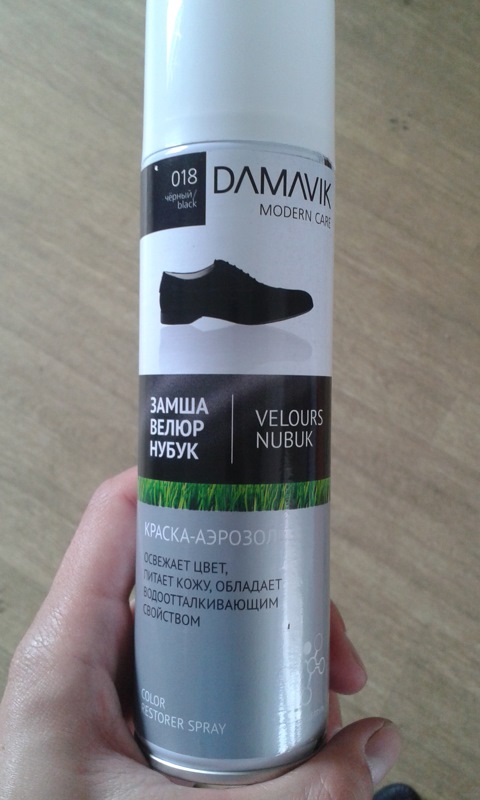 018
чёрный/
black
DAMAVIK
MODERN CARE
ЗАМША
ВЕЛЮР
НУБУК
VELOURS
NUBUK
КРАСКА-АЭРОЗОЛЬ
ОСВЕЖАЕТ ЦВЕТ,
ПИТАЕТ КОЖУ, ОБЛАДАЕТ
ВОДООТТАЛКИВАЮЩИМ
СВОЙСТВОМ
COLOR
RESTORER SPRAY